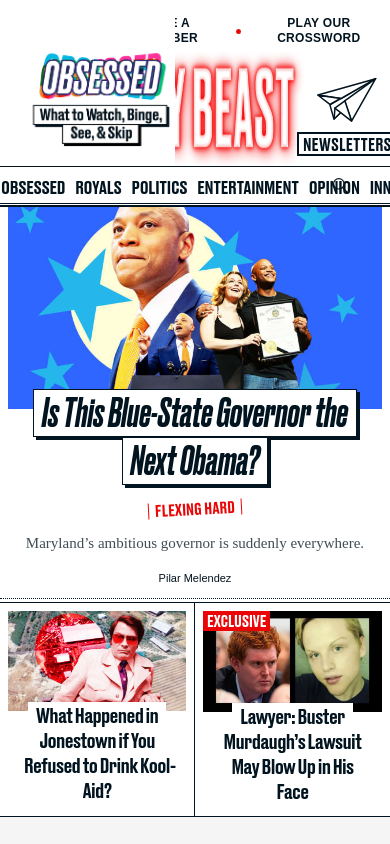 E A
BER
PLAY OUR
CROSSWORD
OBSESSED
What to Watch, Binge,
See, & Skip
Y BEAST
NEWSLETTERS
OBSESSED ROYALS POLITICS ENTERTAINMENT OPINION INN
Is This Blue-State Governor the
Next Obama?
FLEXING HARD
Maryland’s ambitious governor is suddenly everywhere.
Pilar Melendez
What Happened in
Jonestown if You
Refused to Drink Kool-
Aid?
EXCLUSIVE
Lawyer: Buster
Murdaugh’s Lawsuit
May Blow Up in His
Face